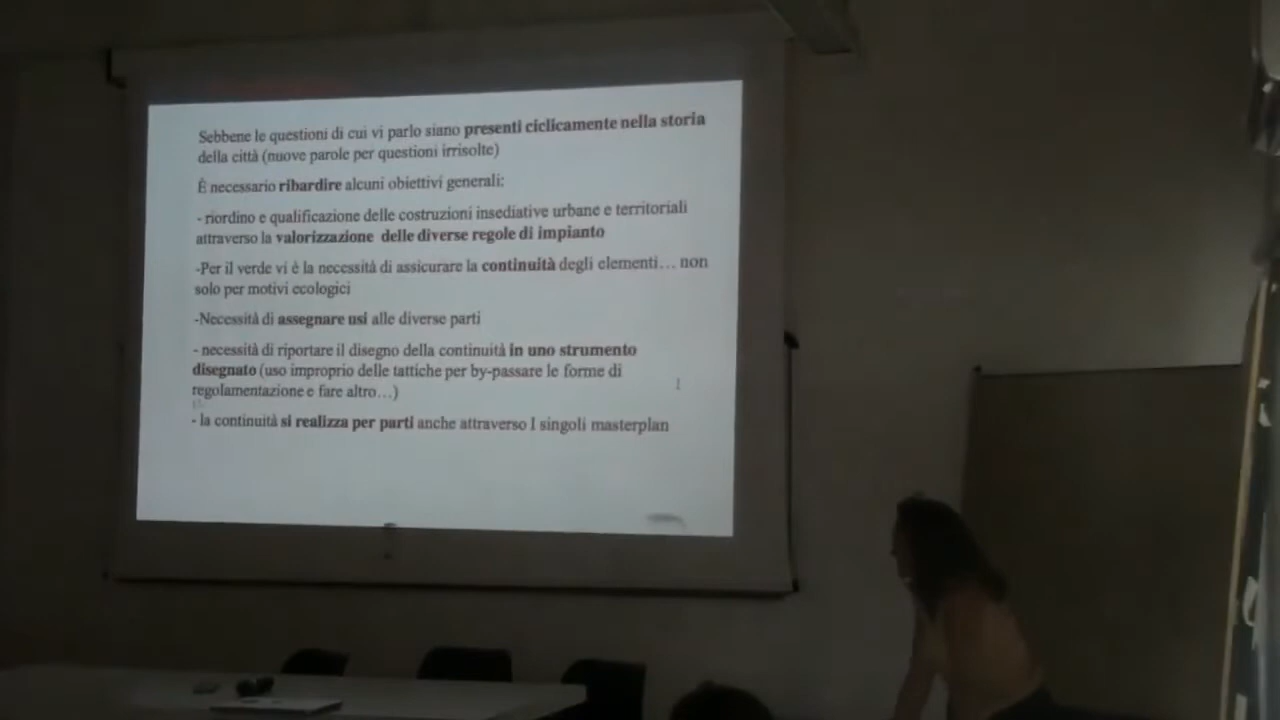 Sebbene le questioni di cui vi parlo siano presenti ciclicamente nella storia
della città (nuove parole per questioni irrisolte)
È necessario ribardire alcuni obiettivi generali:
- riordino e qualificazione delle costruzioni insediative urbane e territoriali
attraverso la valorizzazione delle diverse regole di impianto
-Per il verde vi è la necessità di assicurare la continuità degli elementi… non
solo per motivi ecologici
-Necessità di assegnare usi alle diverse parti
- necessità di riportare il disegno della continuità in uno strumento
disegnato (uso improprio delle tattiche per by-passare le forme di
regolamentazione e fare altro…)
- la continuità si realizza per parti anche attraverso I singoli masterplan